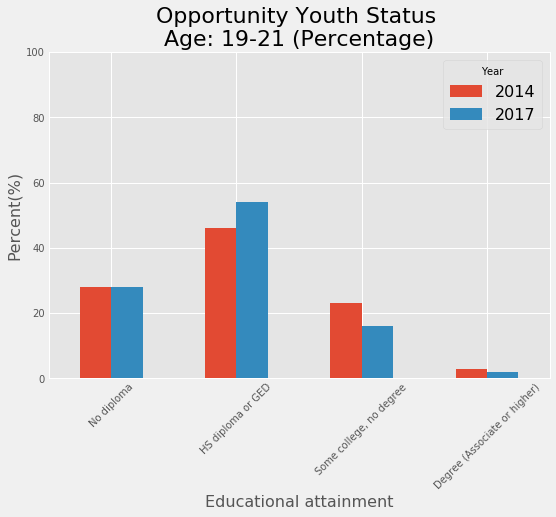 Opportunity Youth Status
Age: 19-21 (Percentage)
Year
2014
2017
Percent(%)
100
80
60
40
20
0
No diploma
HS diploma or GED
Some college, no degree
Degree (Associate or higher)
Educational attainment